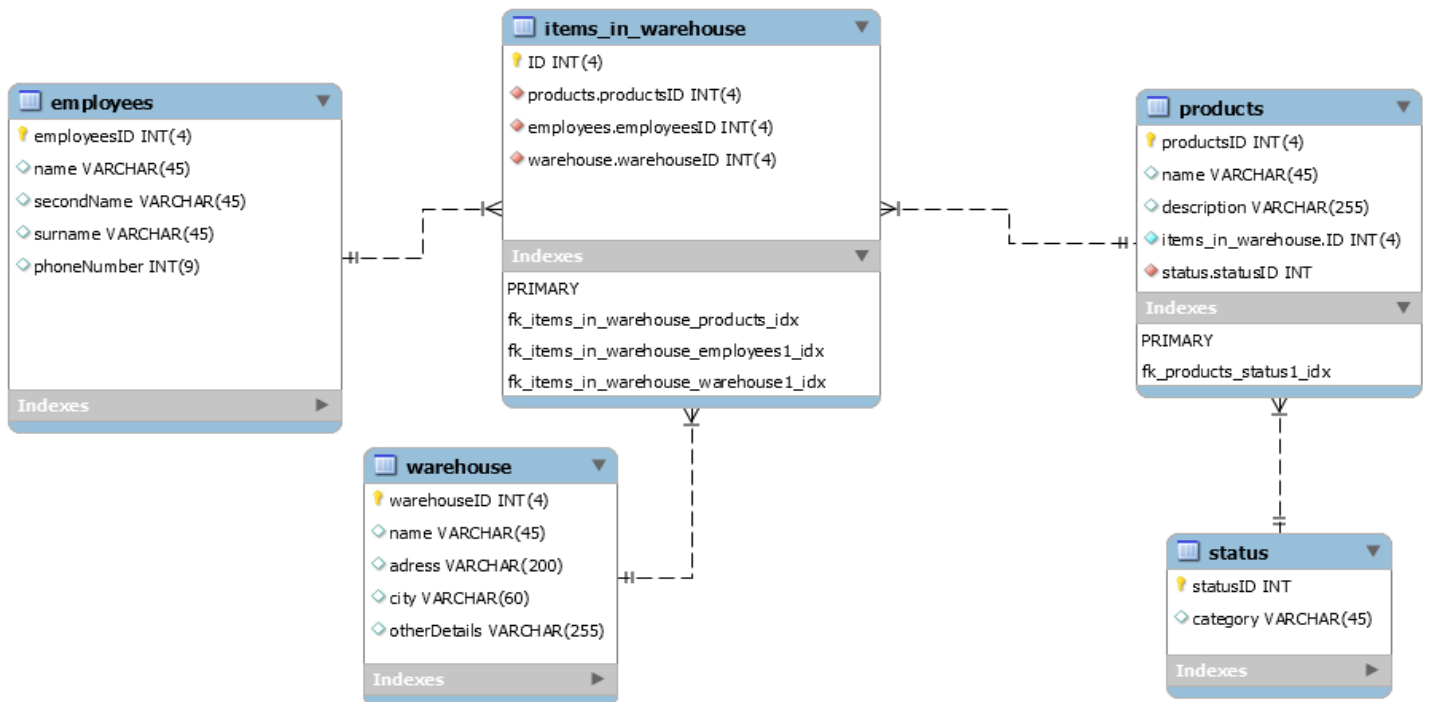 items_in_warehouse
ID INT(4)
products.productsID INT(4)
employees.employeesID INT(4)
warehouse.warehouseID INT(4)
Indexes
PRIMARY
fk_items_in_warehouse_products_idx
fk_items_in_warehouse_employees1_idx
fk_items_in_warehouse_warehouse1_idx
employees
employeesID INT(4)
name VARCHAR(45)
secondName VARCHAR(45)
surname VARCHAR(45)
phoneNumber INT(9)
Indexes
products
productsID INT(4)
name VARCHAR(45)
description VARCHAR(255)
items_in_warehouse.ID INT(4)
status.statusID INT
Indexes
PRIMARY
fk_products_status1_idx
warehouse
warehouseID INT(4)
name VARCHAR(45)
adress VARCHAR(200)
city VARCHAR(60)
otherDetails VARCHAR(255)
Indexes
status
statusID INT
category VARCHAR(45)
Indexes